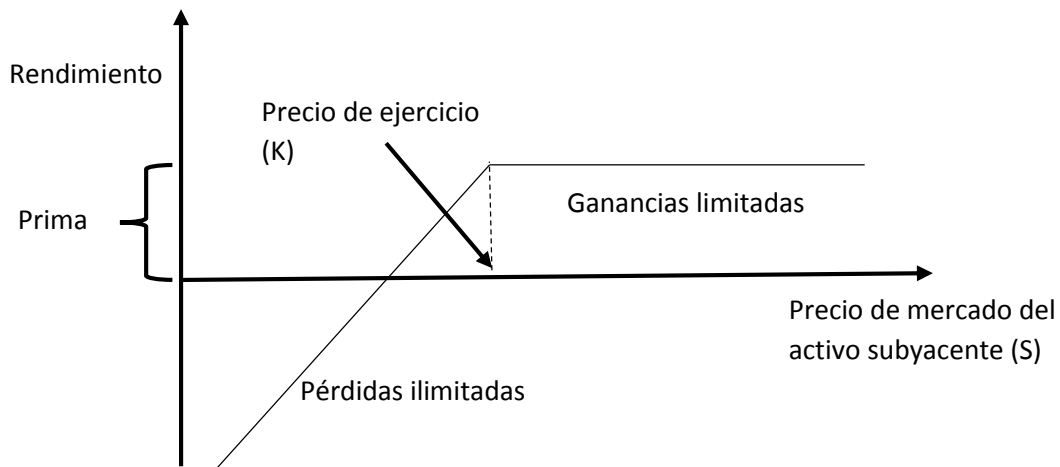 Rendimiento
Precio de ejercicio
(K)
Prima
Ganancias limitadas
Precio de mercado del
activo subyacente (S)
Pérdidas ilimitadas